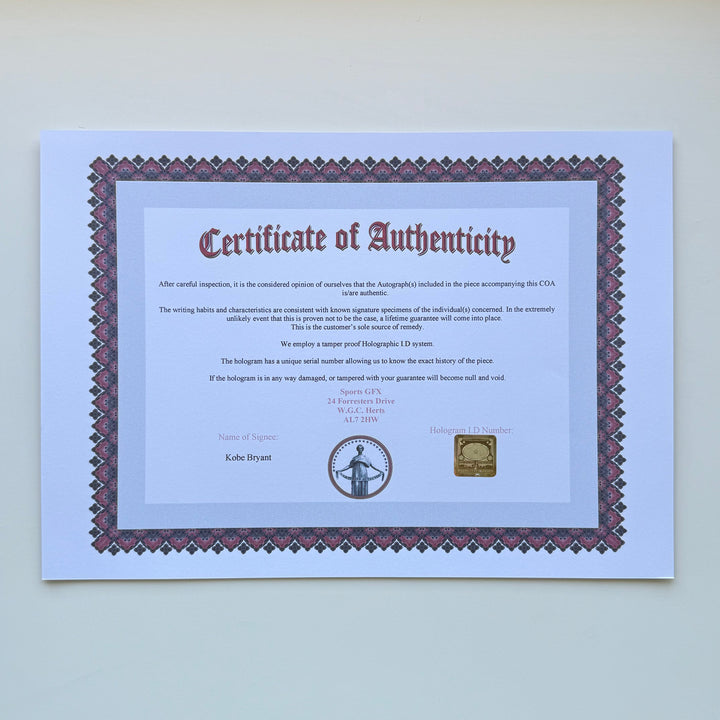 Certificate of Authenticity
After careful inspection, it is the considered opinion of ourselves that the Autograph(s) included in the piece accompanying this COA
is/are authentic.
The writing habits and characteristics are consistent with known signature specimens of the individual(s) concerned. In the extremely
unlikely event that this is proven not to be the case, a lifetime guarantee will come into place.
This is the customer's sole source of remedy.
We employ a tamper proof Holographic I.D system.
The hologram has a unique serial number allowing us to know the exact history of the piece.
If the hologram is in any way damaged, or tampered with your guarantee will become null and void.
Sports GFX
24 Forresters Drive
W.G.C. Herts
AL7 2HW
Name of Signee:
Hologram I.D Number:
Kobe Bryant